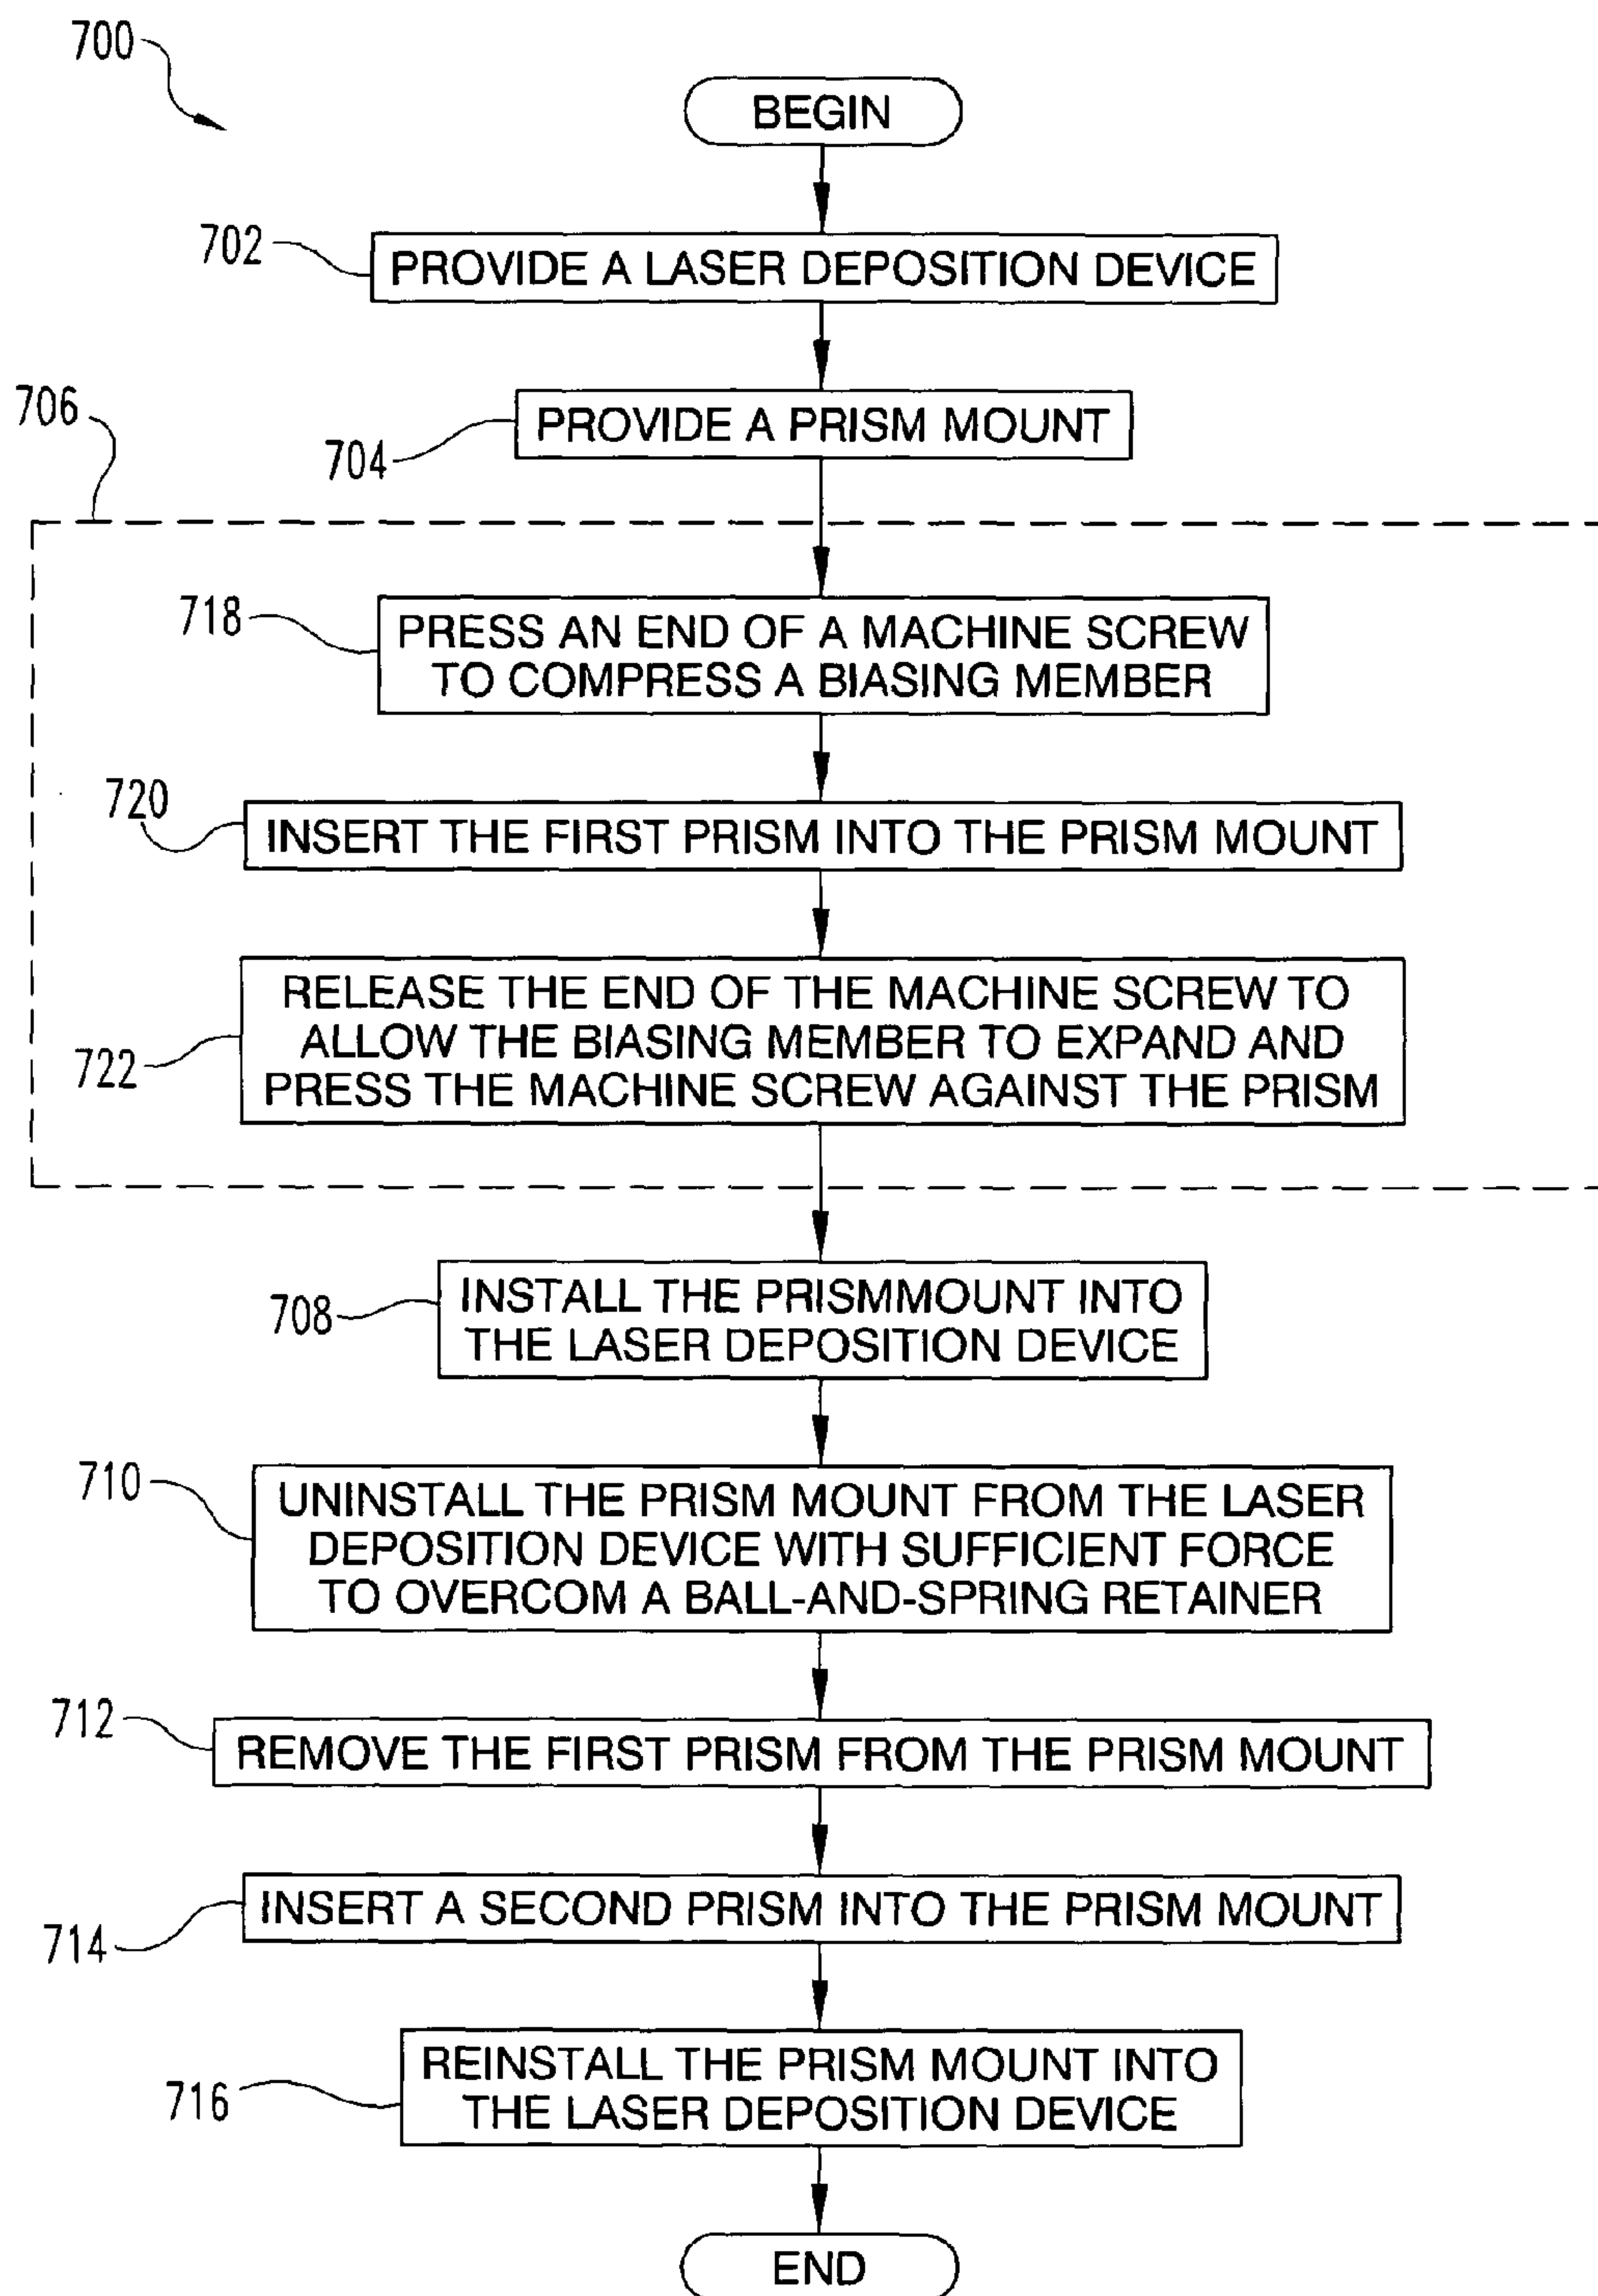 700
BEGIN
702
PROVIDE A LASER DEPOSITION DEVICE
706
704
PROVIDE A PRISM MOUNT
718
PRESS AN END OF A MACHINE SCREW
TO COMPRESS A BIASING MEMBER
720
INSERT THE FIRST PRISM INTO THE PRISM MOUNT
722
RELEASE THE END OF THE MACHINE SCREW TO
ALLOW THE BIASING MEMBER TO EXPAND AND
PRESS THE MACHINE SCREW AGAINST THE PRISM
708
INSTALL THE PRISMMOUNT INTO
THE LASER DEPOSITION DEVICE
710
UNINSTALL THE PRISM MOUNT FROM THE LASER
DEPOSITION DEVICE WITH SUFFICIENT FORCE
TO OVERCOM A BALL-AND-SPRING RETAINER
712
REMOVE THE FIRST PRISM FROM THE PRISM MOUNT
714
INSERT A SECOND PRISM INTO THE PRISM MOUNT
716
REINSTALL THE PRISM MOUNT INTO
THE LASER DEPOSITION DEVICE
END